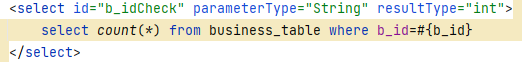 <select id="b_idCheck" parameterType="String" resultType="int">
select count(*) from business_table where b_id=#{b_id}
</select>